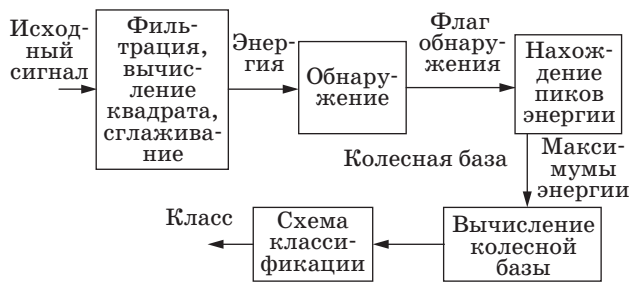 Исход-
ный
сигнал
Филь-
трация,
вычис-
ление
квадрата,
сглажива-
ние
Энер-
гия
Обнару-
жение
Флаг
обнару-
жения
Нахож-
дение
пиков
энергии
Макси-
мумы
энергии
Вычисление
колесной
базы
Колесная база
Схема
класси-
фикации
Класс